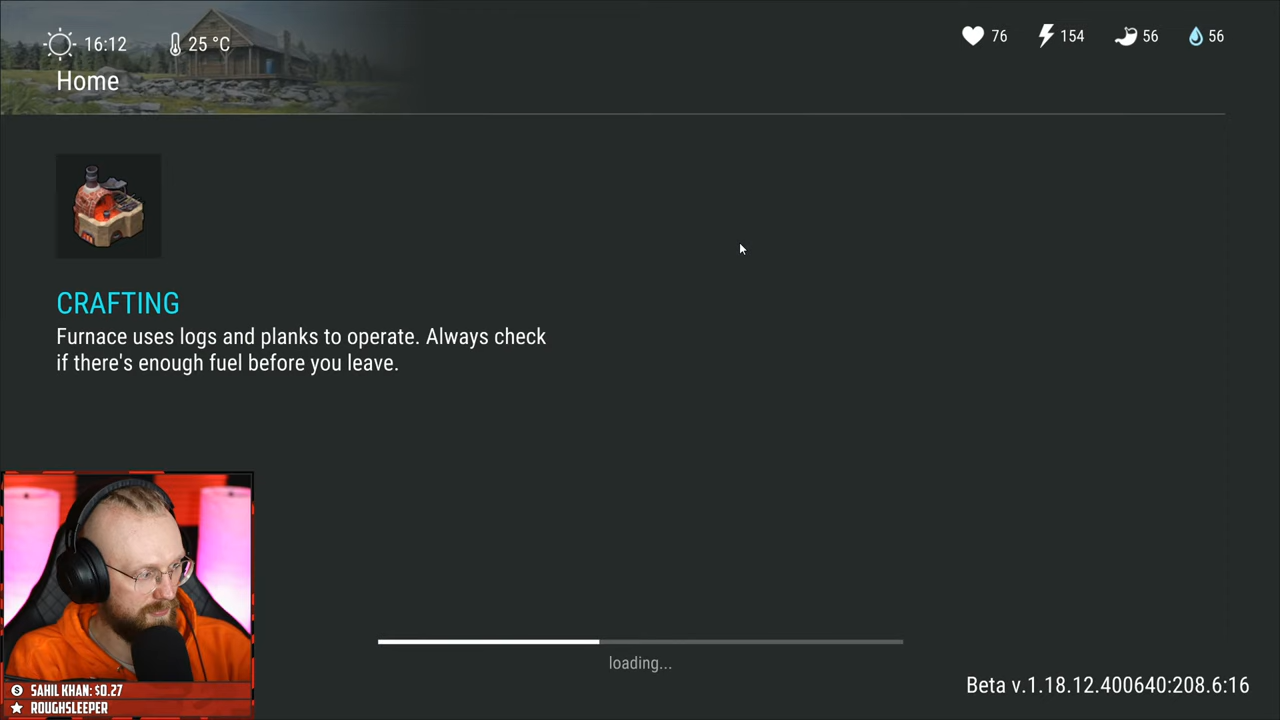 16:12
25 °C
76
154
56
56
Home
CRAFTING
Furnace uses logs and planks to operate. Always check
if there's enough fuel before you leave.
loading...
Beta v.1.18.12.400640:208.6:16
SAHIL KHAN: $0.27
ROUGHSLEEPER